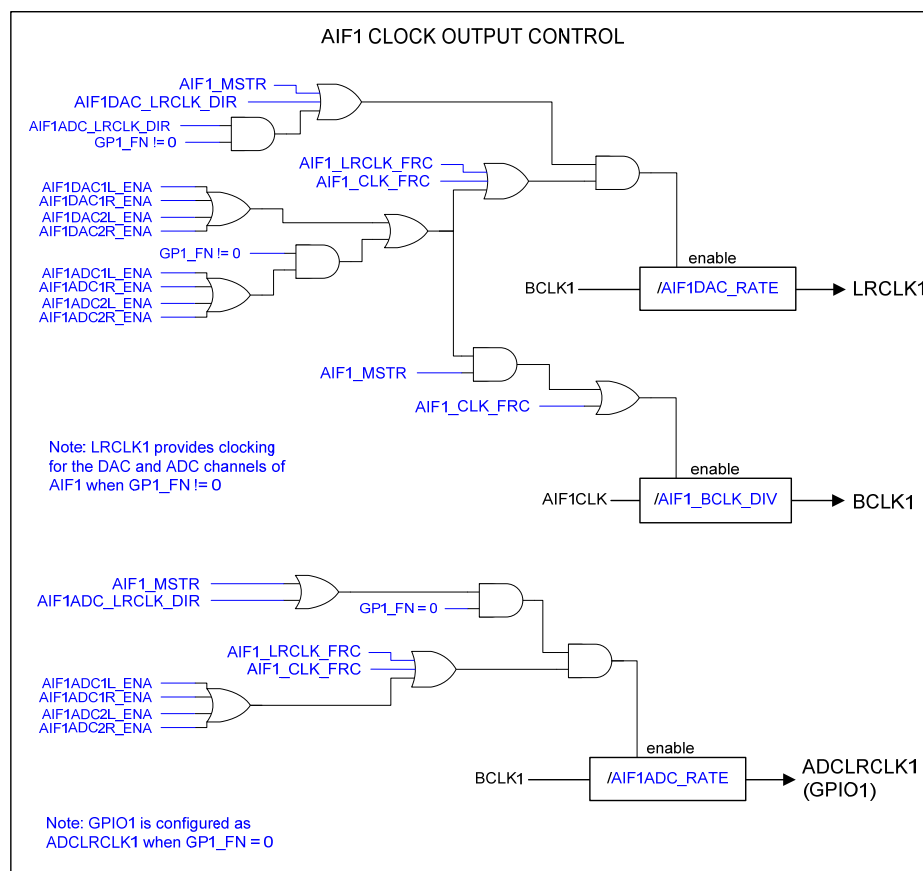 AIF1 CLOCK OUTPUT CONTROL
AIF1_MSTR
AIF1DAC_LRCLK_DIR
AIF1ADC_LRCLK_DIR
GP1_FN != 0
AIF1_LRCLK_FRC
AIF1_CLK_FRC
AIF1DAC1L_ENA
AIF1DAC1R_ENA
AIF1DAC2L_ENA
AIF1DAC2R_ENA
GP1_FN != 0
AIF1ADC1L_ENA
AIF1ADC1R_ENA
AIF1ADC2L_ENA
AIF1ADC2R_ENA
enable
BCLK1
/AIF1DAC_RATE
LRCLK1
AIF1_MSTR
AIF1_CLK_FRC
Note: LRCLK1 provides clocking
for the DAC and ADC channels of
AIF1 when GP1_FN != 0
enable
AIF1CLK
/AIF1_BCLK_DIV
BCLK1
AIF1_MSTR
AIF1ADC_LRCLK_DIR
GP1_FN = 0
AIF1_LRCLK_FRC
AIF1_CLK_FRC
AIF1ADC1L_ENA
AIF1ADC1R_ENA
AIF1ADC2L_ENA
AIF1ADC2R_ENA
enable
BCLK1
/AIF1ADC_RATE
ADCLRCLK1
(GPIO1)
Note: GPIO1 is configured as
ADCLRCLK1 when GP1_FN = 0